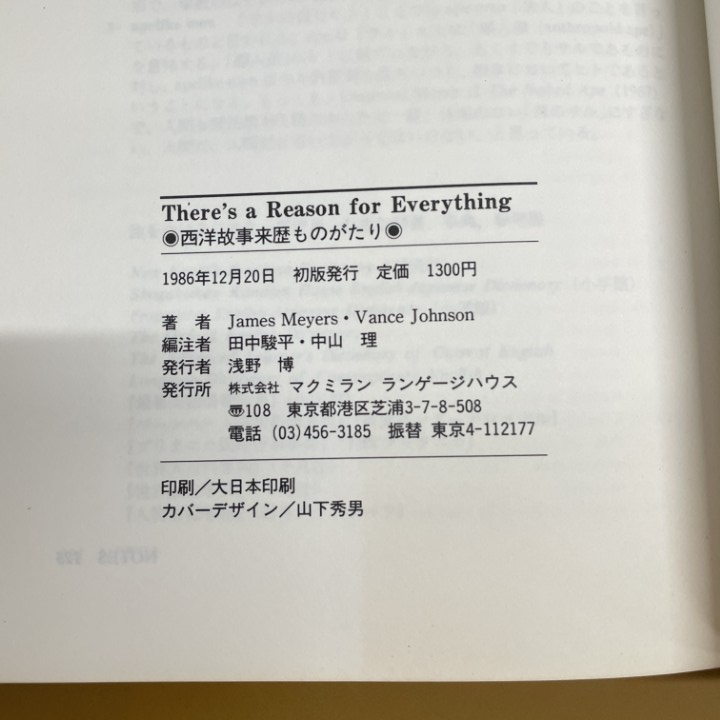 There's a Reason for Everything
◉西洋故事来歴ものがたり◉
1986年12月20日　初版発行　定価　1300円
著　者　James Meyers・Vance Johnson
編注者　田中駿平・中山　理
発行者　浅野　博
発行所　株式会社 マクミラン ランゲージハウス
〠108　東京都港区芝浦3-7-8-508
電話 (03)456-3185　振替 東京4-112177
印刷／大日本印刷
カバーデザイン／山下秀男